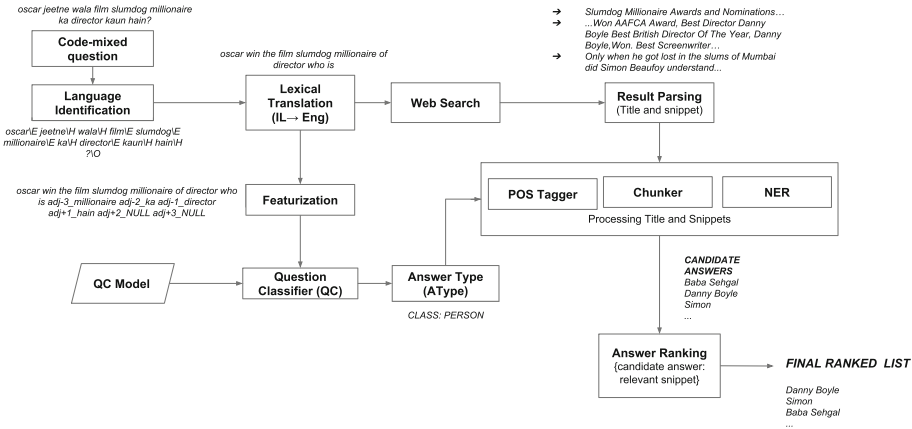 oscar jeetne wala film slumdog millionaire
ka director kaun hain?
Code-mixed
question
Language
Identification
oscar\E jeetne\H wala\H film\E slumdog\E
millionaire\E ka\H director\E kaun\H hain\H
?\O
oscar win the film slumdog millionaire of
director who is
Lexical
Translation
(IL→ Eng)
Web Search
➔ Slumdog Millionaire Awards and Nominations…
➔ ...Won AAFCA Award, Best Director Danny
Boyle Best British Director Of The Year, Danny
Boyle,Won. Best Screenwriter…
➔ Only when he got lost in the slums of Mumbai
did Simon Beaufoy understand...
Result Parsing
(Title and snippet)
oscar win the film slumdog millionaire of director who
is adj-3_millionaire adj-2_ka adj-1_director
adj+1_hain adj+2_NULL adj+3_NULL
Featurization
POS Tagger
Chunker
NER
Processing Title and Snippets
QC Model
Question
Classifier (QC)
Answer Type
(AType)
CLASS: PERSON
CANDIDATE
ANSWERS
Baba Sehgal
Danny Boyle
Simon
...
Answer Ranking
{candidate answer:
relevant snippet}
FINAL RANKED LIST
Danny Boyle
Simon
Baba Sehgal
...